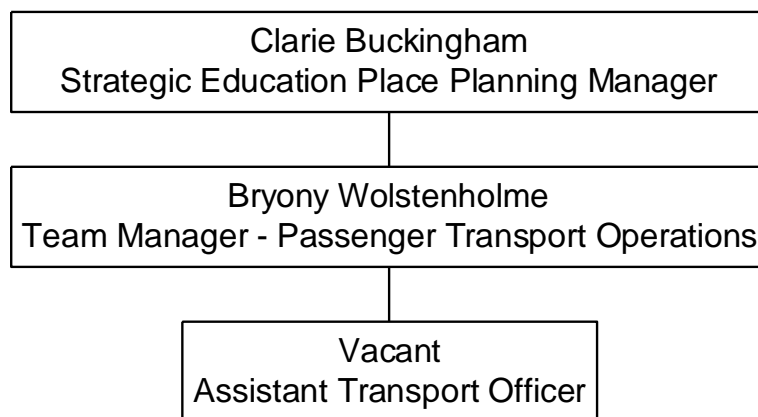 Clarie Buckingham
Strategic Education Place Planning Manager
Bryony Wolstenholme
Team Manager - Passenger Transport Operations
Vacant
Assistant Transport Officer